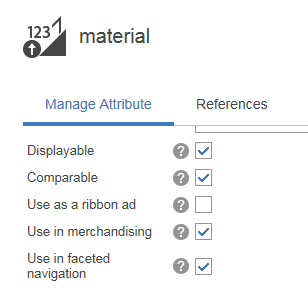 123
material
Manage Attribute References
Displayable ?
Comparable ?
Use as a ribbon ad ?
Use in merchandising ?
Use in faceted ?
navigation